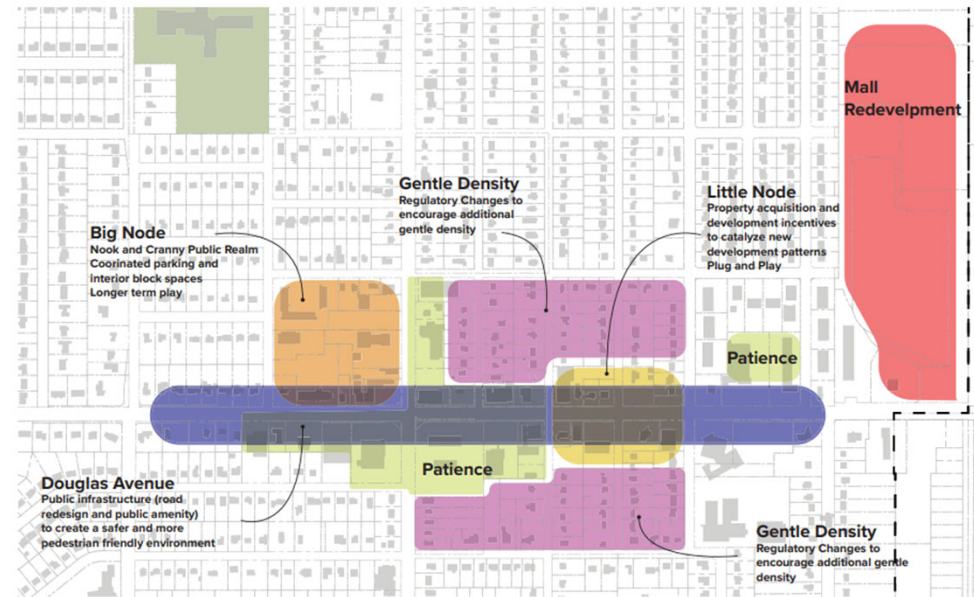 Mall
Redevelpment
Gentle Density
Regulatory Changes to
encourage additional
gentle density
Little Node
Property acquisition and
development incentives
to catalyze new
development patterns
Plug and Play
Big Node
Nook and Cranny Public Realm
Coorinated parking and
interior block spaces
Longer term play
Patience
Patience
Douglas Avenue
Public infrastructure (road
redesign and public amenity)
to create a safer and more
pedestrian friendly environment
Gentle Density
Regulatory Changes to
encourage additional gentle
density